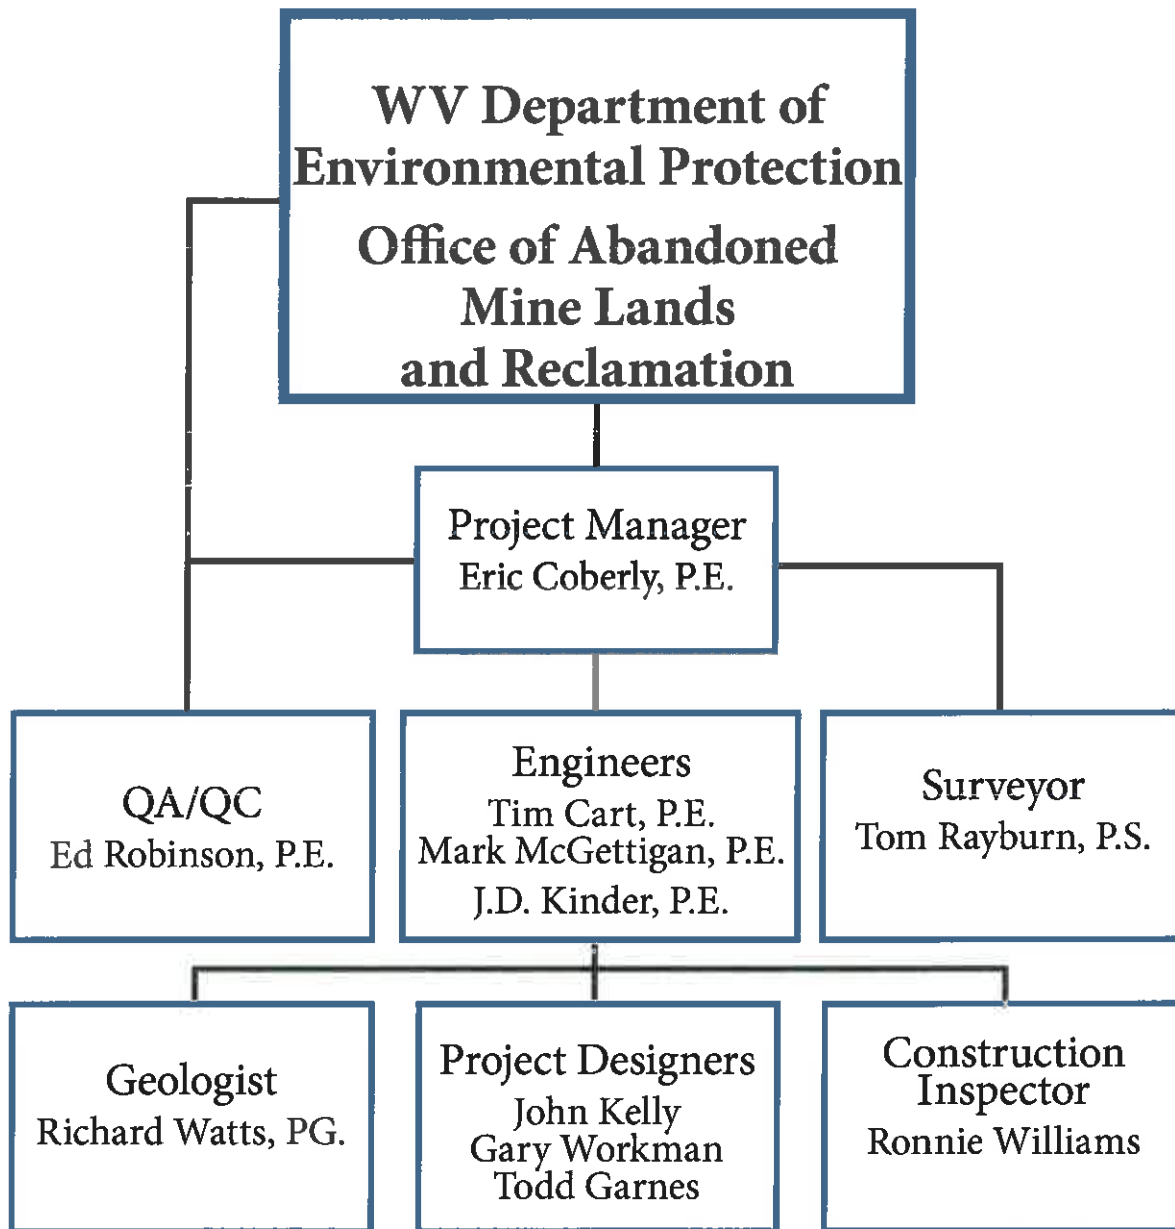 WV Department of
Environmental Protection
Office of Abandoned
Mine Lands
and Reclamation
Project Manager
Eric Coberly, P.E.
QA/QC
Ed Robinson, P.E.
Engineers
Tim Cart, P.E.
Mark McGettigan, P.E.
J.D. Kinder, P.E.
Surveyor
Tom Rayburn, P.S.
Geologist
Richard Watts, PG.
Project Designers
John Kelly
Gary Workman
Todd Garnes
Construction
Inspector
Ronnie Williams